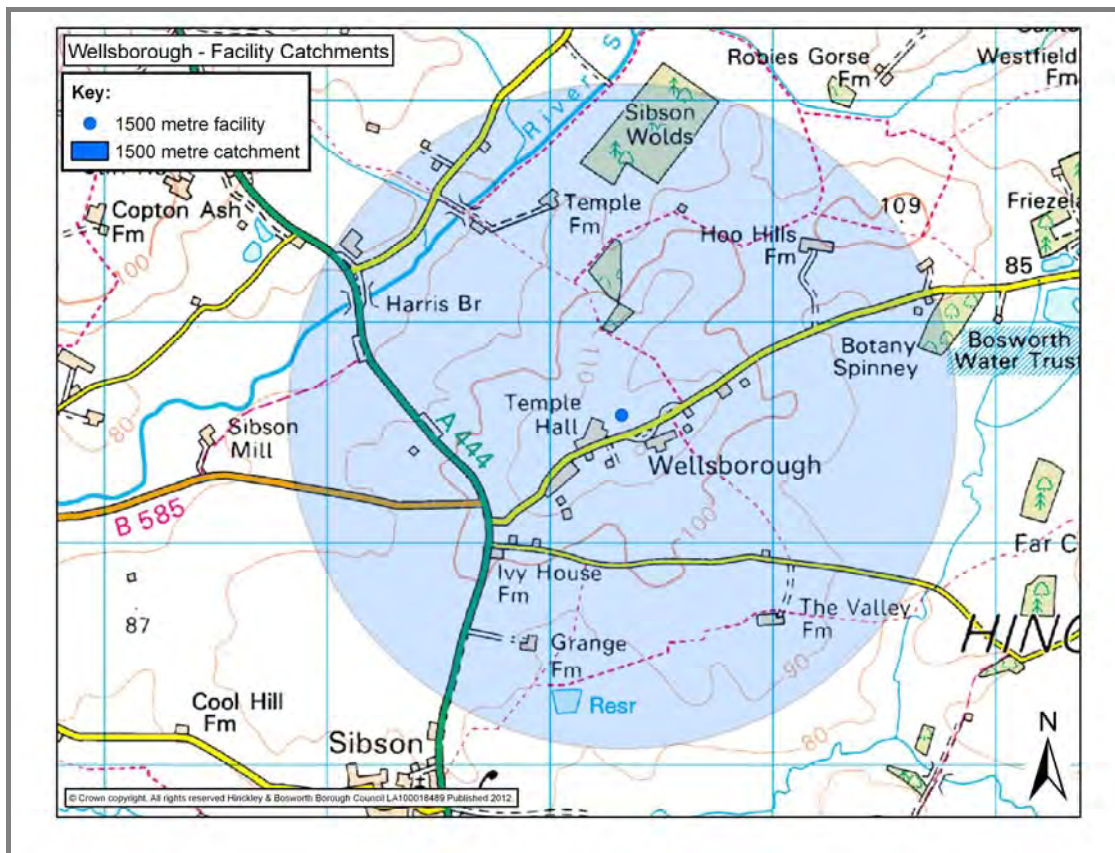 Wellsborough - Facility Catchments
Key:
1500 metre facility
1500 metre catchment
Robies Gorse
Fm
Westfield
Fm
River S
Sibson
Wolds
Copton Ash
Fm
Temple
Fm
109
Friezela
Hoo Hills
Fm
85
100
Harris Br
110
Botany
Spinney
Bosworth
Water Trust
80
Sibson
Mill
A 444
Temple
Hall
Wellsborough
B 585
100
Far C
Ivy House
Fm
The Valley
Fm
87
HING
Grange
Fm
90
Cool Hill
Fm
Resr
Sibson
80
N
© Crown copyright. All rights reserved Hinckley & Bosworth Borough Council LA100018489 Published 2012.